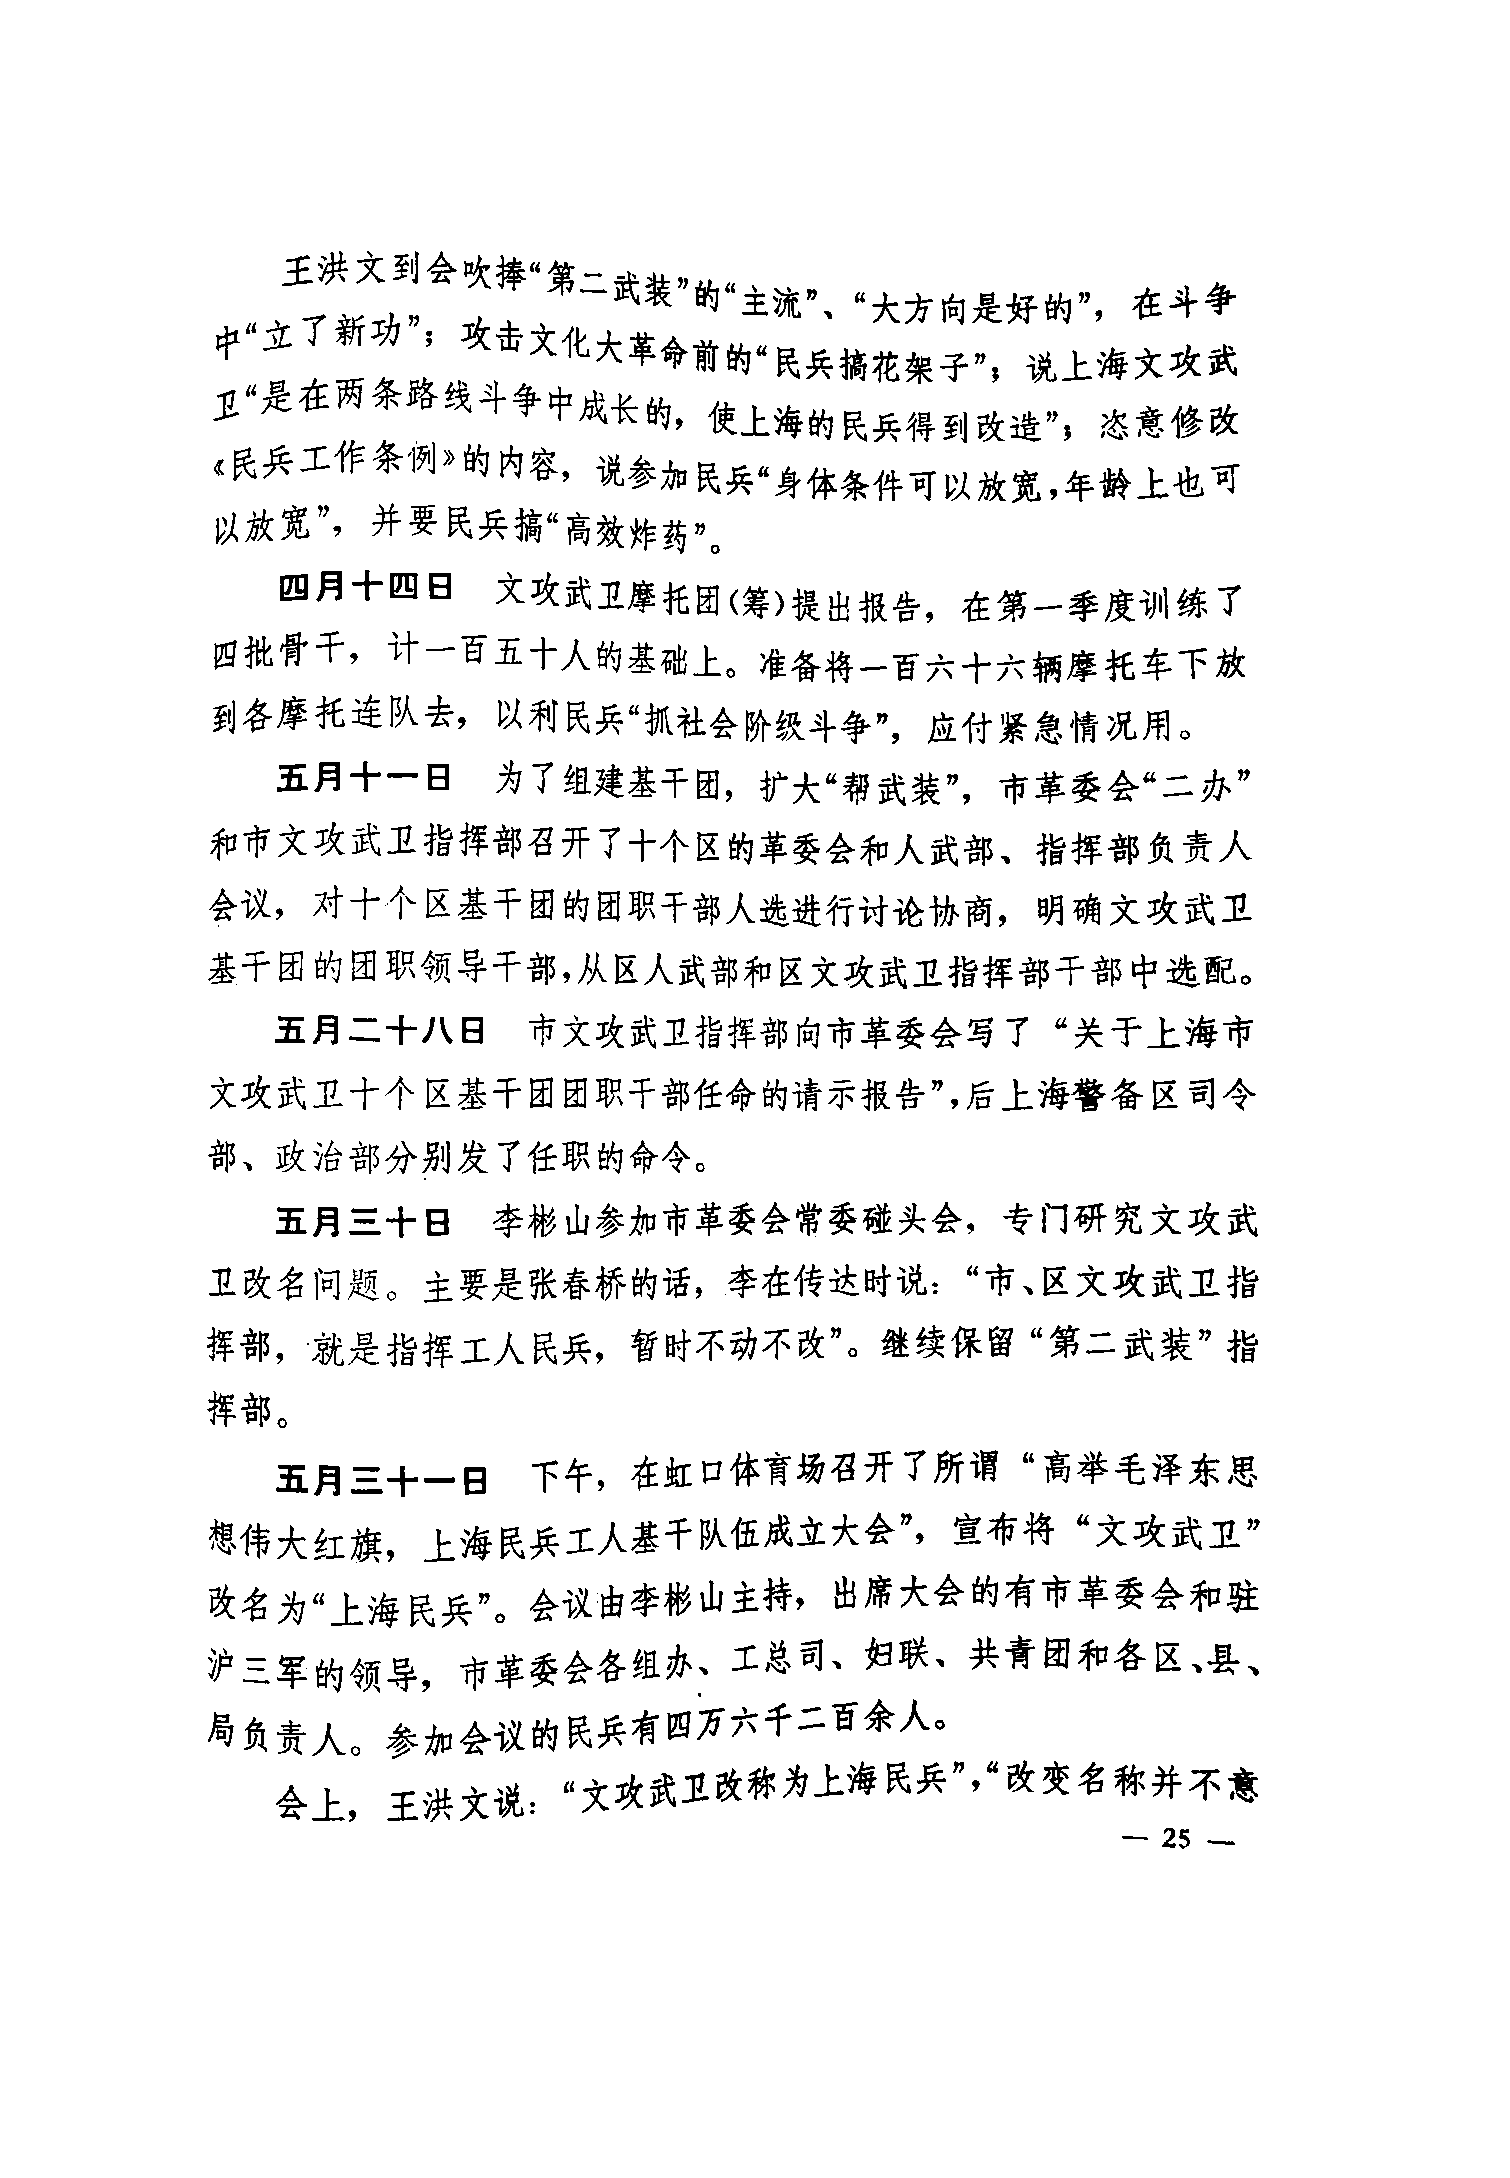 王洪文到会吹捧“第二武装”的“主流”、“大方向是好的”，在斗争
中“立了新功”；攻击文化大革命前的“民兵搞花架子”；说上海文攻武
卫“是在两条路线斗争中成长的，使上海的民兵得到改造”；恣意修改
《民兵工作条例》的内容，说参加民兵“身体条件可以放宽，年龄上也可
以放宽”，并要民兵搞“高效炸药”。
四月十四日　文攻武卫摩托团(筹)提出报告，在第一季度训练了
四批骨干，计一百五十人的基础上。准备将一百六十六辆摩托车下放
到各摩托连队去，以利民兵“抓社会阶级斗争”，应付紧急情况用。
五月十一日　为了组建基干团，扩大“帮武装”，市革委会“二办”
和市文攻武卫指挥部召开了十个区的革委会和人武部、指挥部负责人
会议，对十个区基干团的团职干部人选进行讨论协商，明确文攻武卫
基干团的团职领导干部，从区人武部和区文攻武卫指挥部干部中选配。
五月二十八日　市文攻武卫指挥部向市革委会写了“关于上海市
文攻武卫十个区基干团团职干部任命的请示报告”，后上海警备区司令
部、政治部分别发了任职的命令。
五月三十日　李彬山参加市革委会常委碰头会，专门研究文攻武
卫改名问题。主要是张春桥的话，李在传达时说：“市、区文攻武卫指
挥部，就是指挥工人民兵，暂时不动不改”。继续保留“第二武装”指
挥部。
五月三十一日　下午，在虹口体育场召开了所谓“高举毛泽东思
想伟大红旗，上海民兵工人基干队伍成立大会”，宣布将“文攻武卫”
改名为“上海民兵”。会议由李彬山主持，出席大会的有市革委会和驻
沪三军的领导，市革委会各组办、工总司、妇联、共青团和各区、县、
局负责人。参加会议的民兵有四万六千二百余人。
会上，王洪文说：“文攻武卫改称为上海民兵”，“改变名称并不意
— 25 —